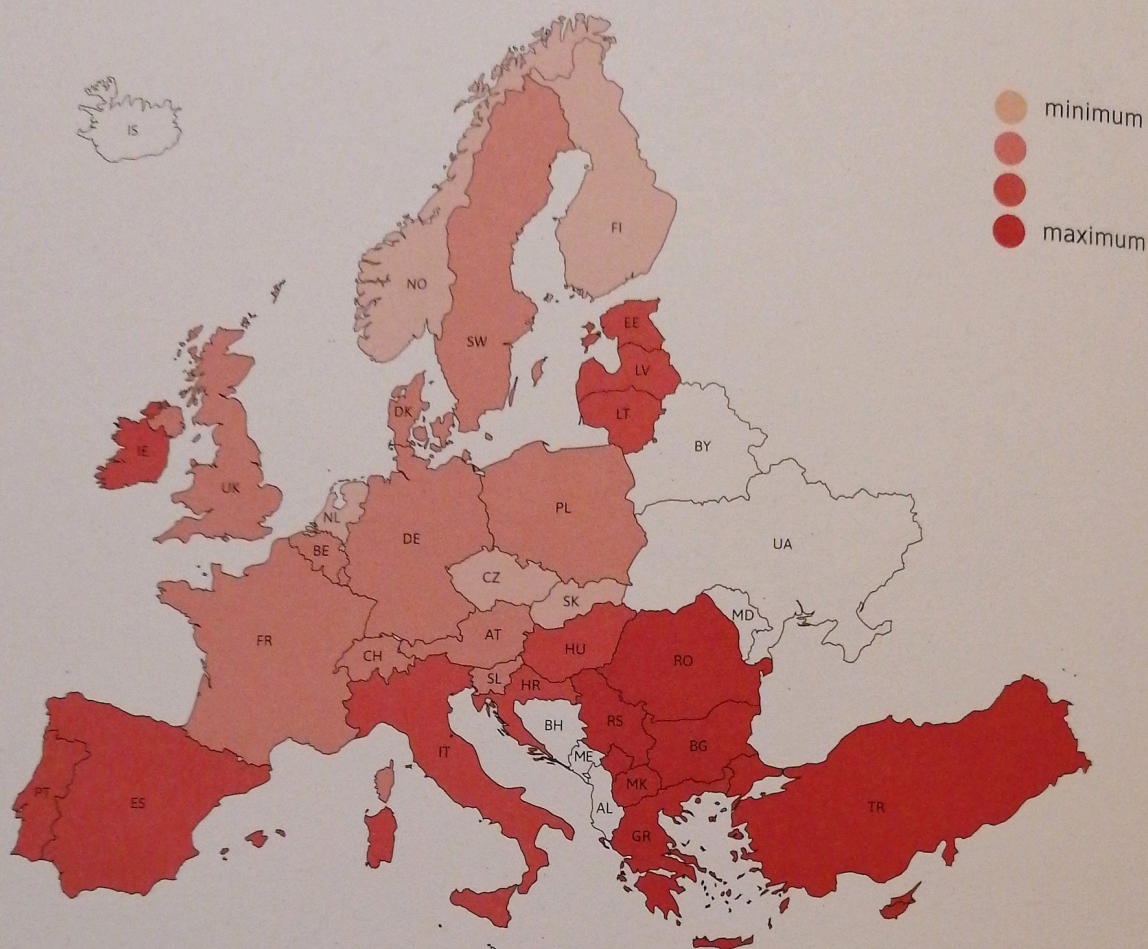 IS
minimum
maximum
FI
NO
SW
EE
LV
LT
DK
IE
BY
UK
PL
NL
DE
BE
UA
CZ
SK
MD
FR
AT
HU
CH
RO
SL
HR
RS
BH
BG
IT
ME
MK
PT
ES
AL
TR
GR